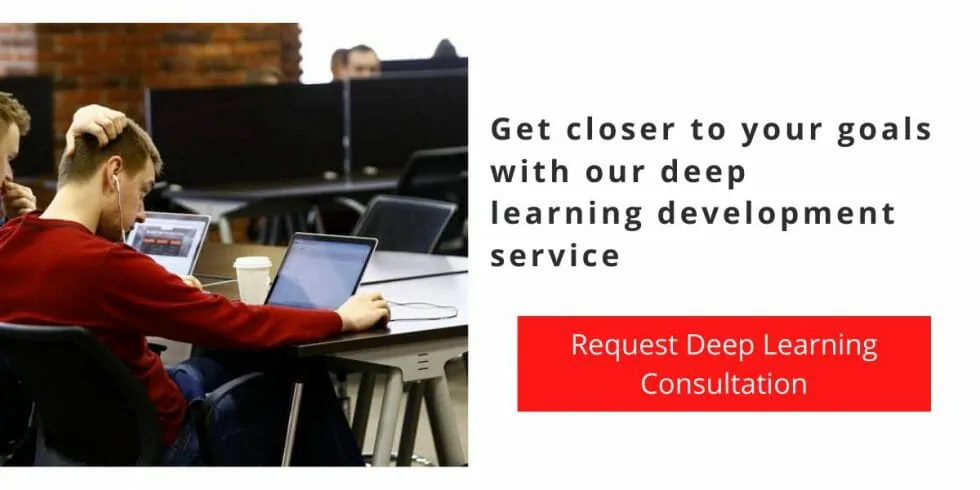 Get closer to your goals
with our deep
learning development
service
Request Deep Learning
Consultation